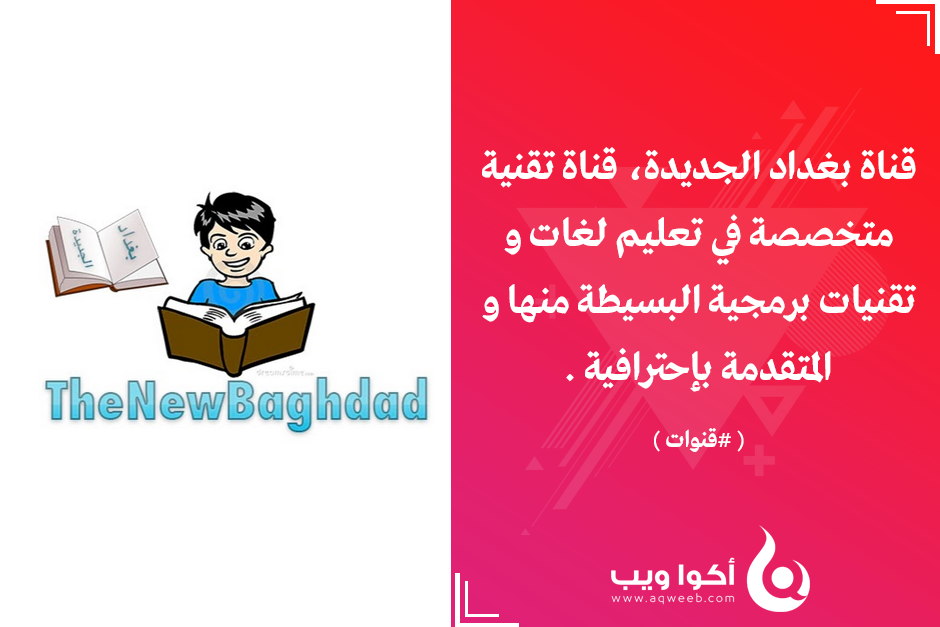 قناة بغداد الجديدة، قناة تقنية
متخصصة في تعليم لغات و
تقنيات برمجية البسيطة منها و
المتقدمة بإحترافية .
( #قنوات )
أكوا ويب
www.aqweeb.com
بغداد
الجديدة
TheNewBaghdad